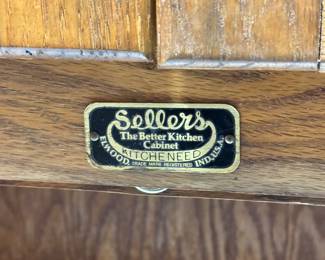 Sellers
The Better Kitchen
Cabinet
KITCHENEED
ELWOOD, IND. U.S.A.
TRADE MARK REGISTERED